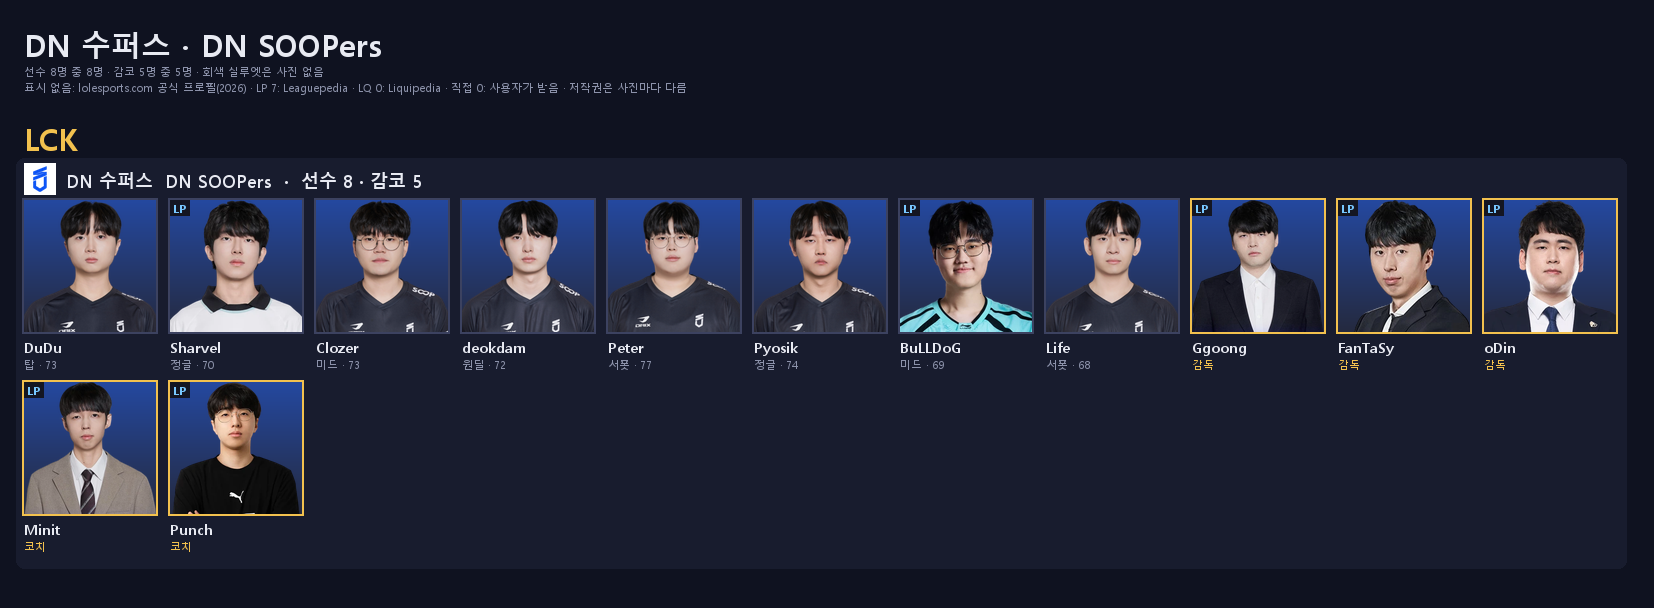 DN 수퍼스 · DN SOOPers
선수 8명 중 8명 · 감코 5명 중 5명 · 회색 실루엣은 사진 없음
표시 없음: lolesports.com 공식 프로필(2026) · LP 7: Leaguepedia · LQ 0: Liquipedia · 직접 0: 사용자가 받음 · 저작권은 사진마다 다름
LCK
DN 수퍼스 DN SOOPers · 선수 8 · 감코 5
LP LP LP LP LP
SOOP SOOP SOOP
DuDu Sharvel Clozer deokdam Peter Pyosik BuLLDoG Life Ggoong FanTaSy oDin
탑 · 73 정글 · 70 미드 · 73 원딜 · 72 서폿 · 77 정글 · 74 미드 · 69 서폿 · 68 감독 감독 감독
LP LP
Minit Punch
코치 코치